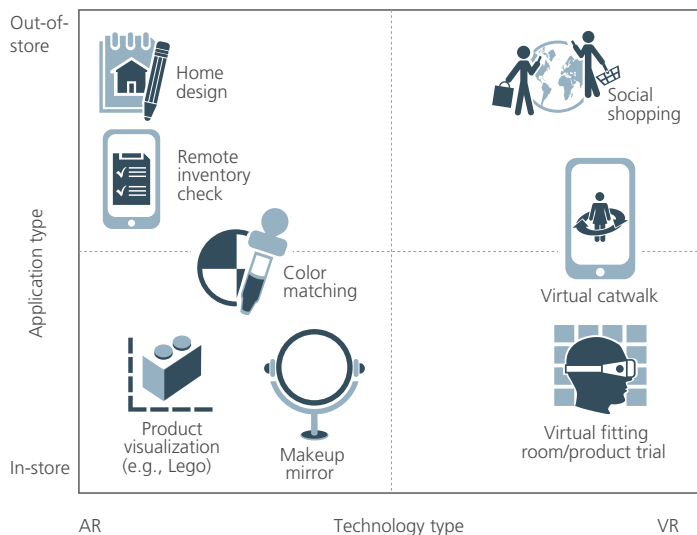 Out-of-
store
Home
design
Social
shopping
Remote
inventory
check
Application type
Color
matching
Virtual catwalk
Product
visualization
(e.g., Lego)
Makeup
mirror
Virtual fitting
room/product trial
In-store
AR
Technology type
VR